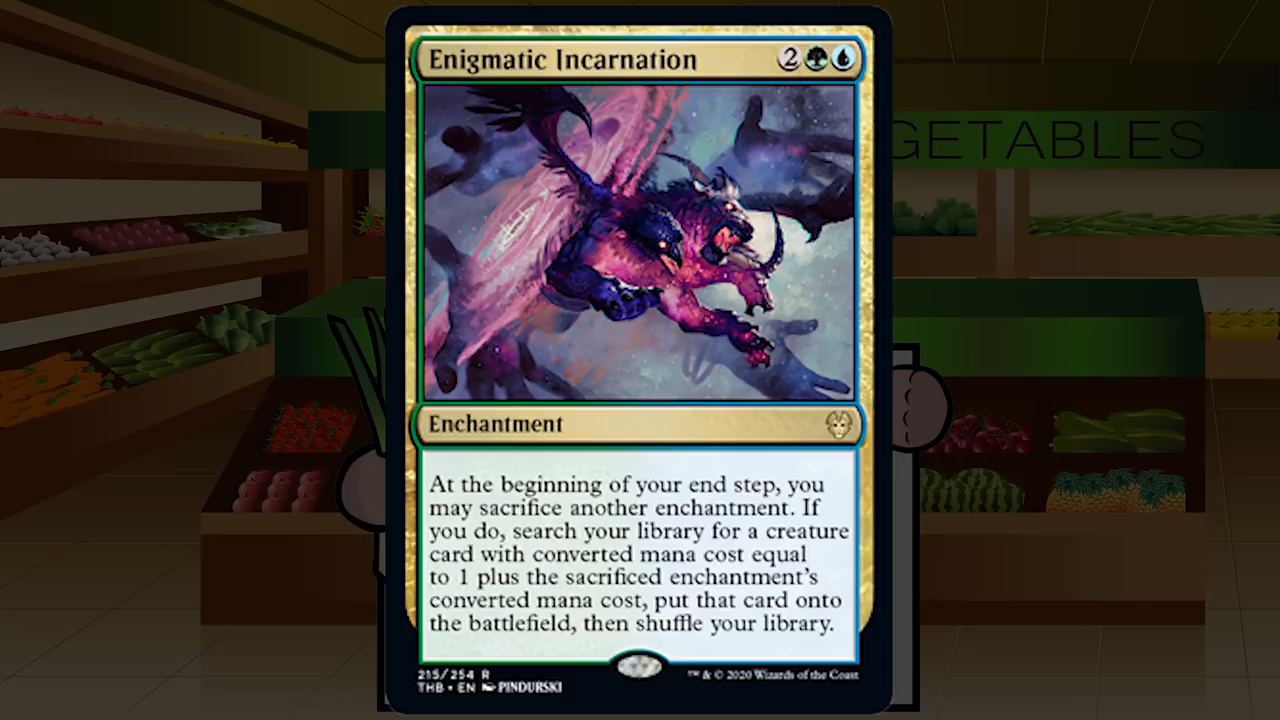 Enigmatic Incarnation 2
GETABLES
Enchantment
At the beginning of your end step, you
may sacrifice another enchantment. If
you do, search your library for a creature
card with converted mana cost equal
to 1 plus the sacrificed enchantment's
converted mana cost, put that card onto
the battlefield, then shuffle your library.
215/254 R
THB • EN PINDURSKI
™ & © 2020 Wizards of the Coast